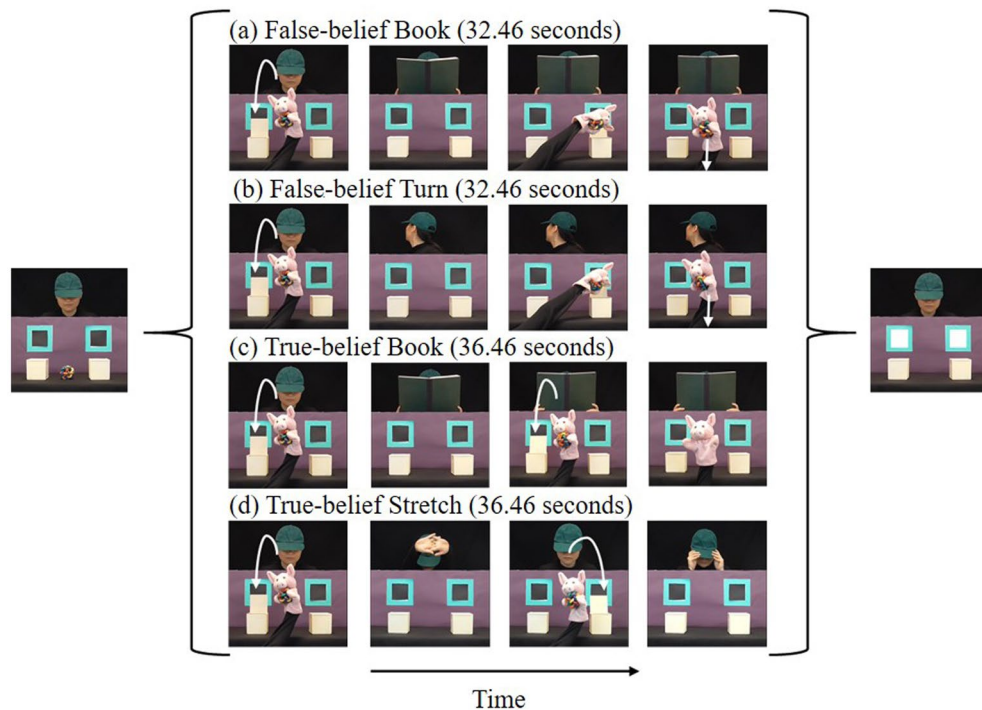 (a) False-belief Book (32.46 seconds)
(b) False-belief Turn (32.46 seconds)
(c) True-belief Book (36.46 seconds)
(d) True-belief Stretch (36.46 seconds)
Time